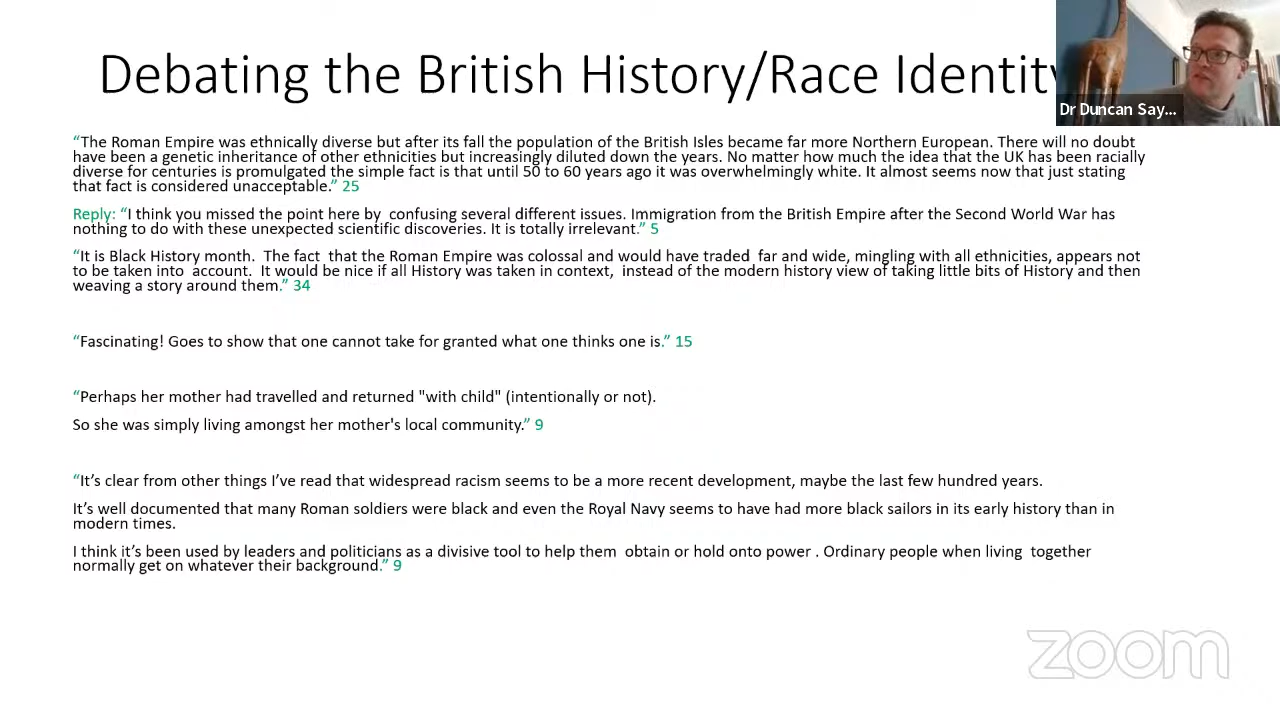 Debating the British History/Race Identity
Dr Duncan Say...
“The Roman Empire was ethnically diverse but after its fall the population of the British Isles became far more Northern European. There will no doubt
have been a genetic inheritance of other ethnicities but increasingly diluted down the years. No matter how much the idea that the UK has been racially
diverse for centuries is promulgated the simple fact is that until 50 to 60 years ago it was overwhelmingly white. It almost seems now that just stating
that fact is considered unacceptable.” 25
Reply: “I think you missed the point here by  confusing several different issues. Immigration from the British Empire after the Second World War has
nothing to do with these unexpected scientific discoveries. It is totally irrelevant.” 5
“It is Black History month.  The fact  that the Roman Empire was colossal and would have traded  far and wide, mingling with all ethnicities, appears not
to be taken into  account.  It would be nice if all History was taken in context,  instead of the modern history view of taking little bits of History and then
weaving a story around them.” 34
“Fascinating! Goes to show that one cannot take for granted what one thinks one is.” 15
“Perhaps her mother had travelled and returned "with child" (intentionally or not).
So she was simply living amongst her mother's local community.” 9
“It’s clear from other things I’ve read that widespread racism seems to be a more recent development, maybe the last few hundred years.
It’s well documented that many Roman soldiers were black and even the Royal Navy seems to have had more black sailors in its early history than in
modern times.
I think it’s been used by leaders and politicians as a divisive tool to help them  obtain or hold onto power . Ordinary people when living  together
normally get on whatever their background.” 9
zoom